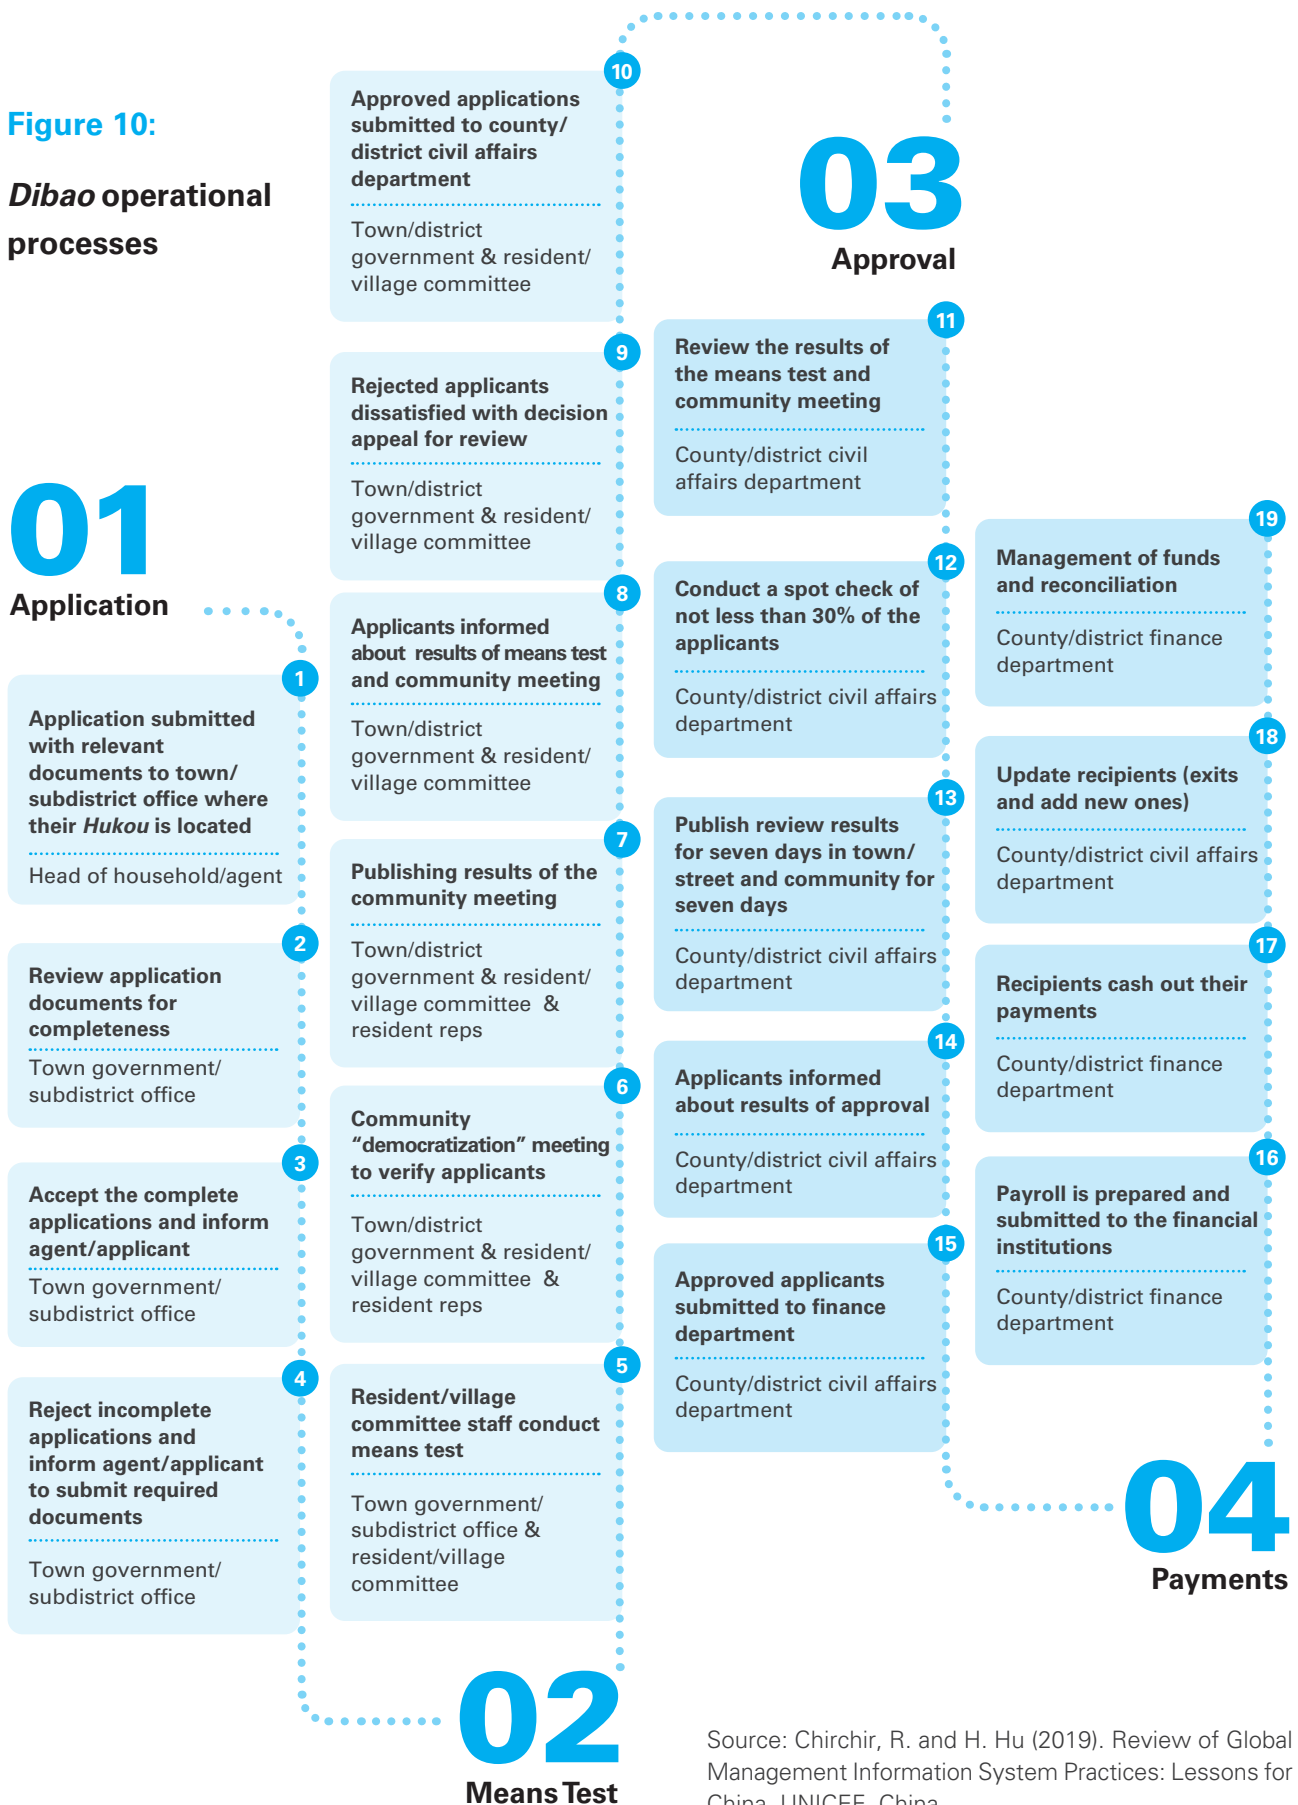 Figure 10:
Dibao operational
processes
01
Application
1
Application submitted
with relevant
documents to town/
subdistrict office where
their Hukou is located
Head of household/agent
2
Review application
documents for
completeness
Town government/
subdistrict office
3
Accept the complete
applications and inform
agent/applicant
Town government/
subdistrict office
4
Reject incomplete
applications and
inform agent/applicant
to submit required
documents
Town government/
subdistrict office
02
Means Test
5
Resident/village
committee staff conduct
means test
Town government/
subdistrict office &
resident/village
committee
6
Community
“democratization” meeting
to verify applicants
Town/district
government & resident/
village committee &
resident reps
7
Publishing results of the
community meeting
Town/district
government & resident/
village committee &
resident reps
8
Applicants informed
about results of means test
and community meeting
Town/district
government & resident/
village committee
9
Rejected applicants
dissatisfied with decision
appeal for review
Town/district
government & resident/
village committee
10
Approved applications
submitted to county/
district civil affairs
department
Town/district
government & resident/
village committee
03
Approval
11
Review the results of
the means test and
community meeting
County/district civil
affairs department
12
Conduct a spot check of
not less than 30% of the
applicants
County/district civil affairs
department
13
Publish review results
for seven days in town/
street and community for
seven days
County/district civil affairs
department
14
Applicants informed
about results of approval
County/district civil affairs
department
15
Approved applicants
submitted to finance
department
County/district civil affairs
department
04
Payments
16
Payroll is prepared and
submitted to the financial
institutions
County/district finance
department
17
Recipients cash out their
payments
County/district finance
department
18
Update recipients (exits
and add new ones)
County/district civil affairs
department
19
Management of funds
and reconciliation
County/district finance
department
Source: Chirchir, R. and H. Hu (2019). Review of Global
Management Information System Practices: Lessons for
China. UNICEF, China